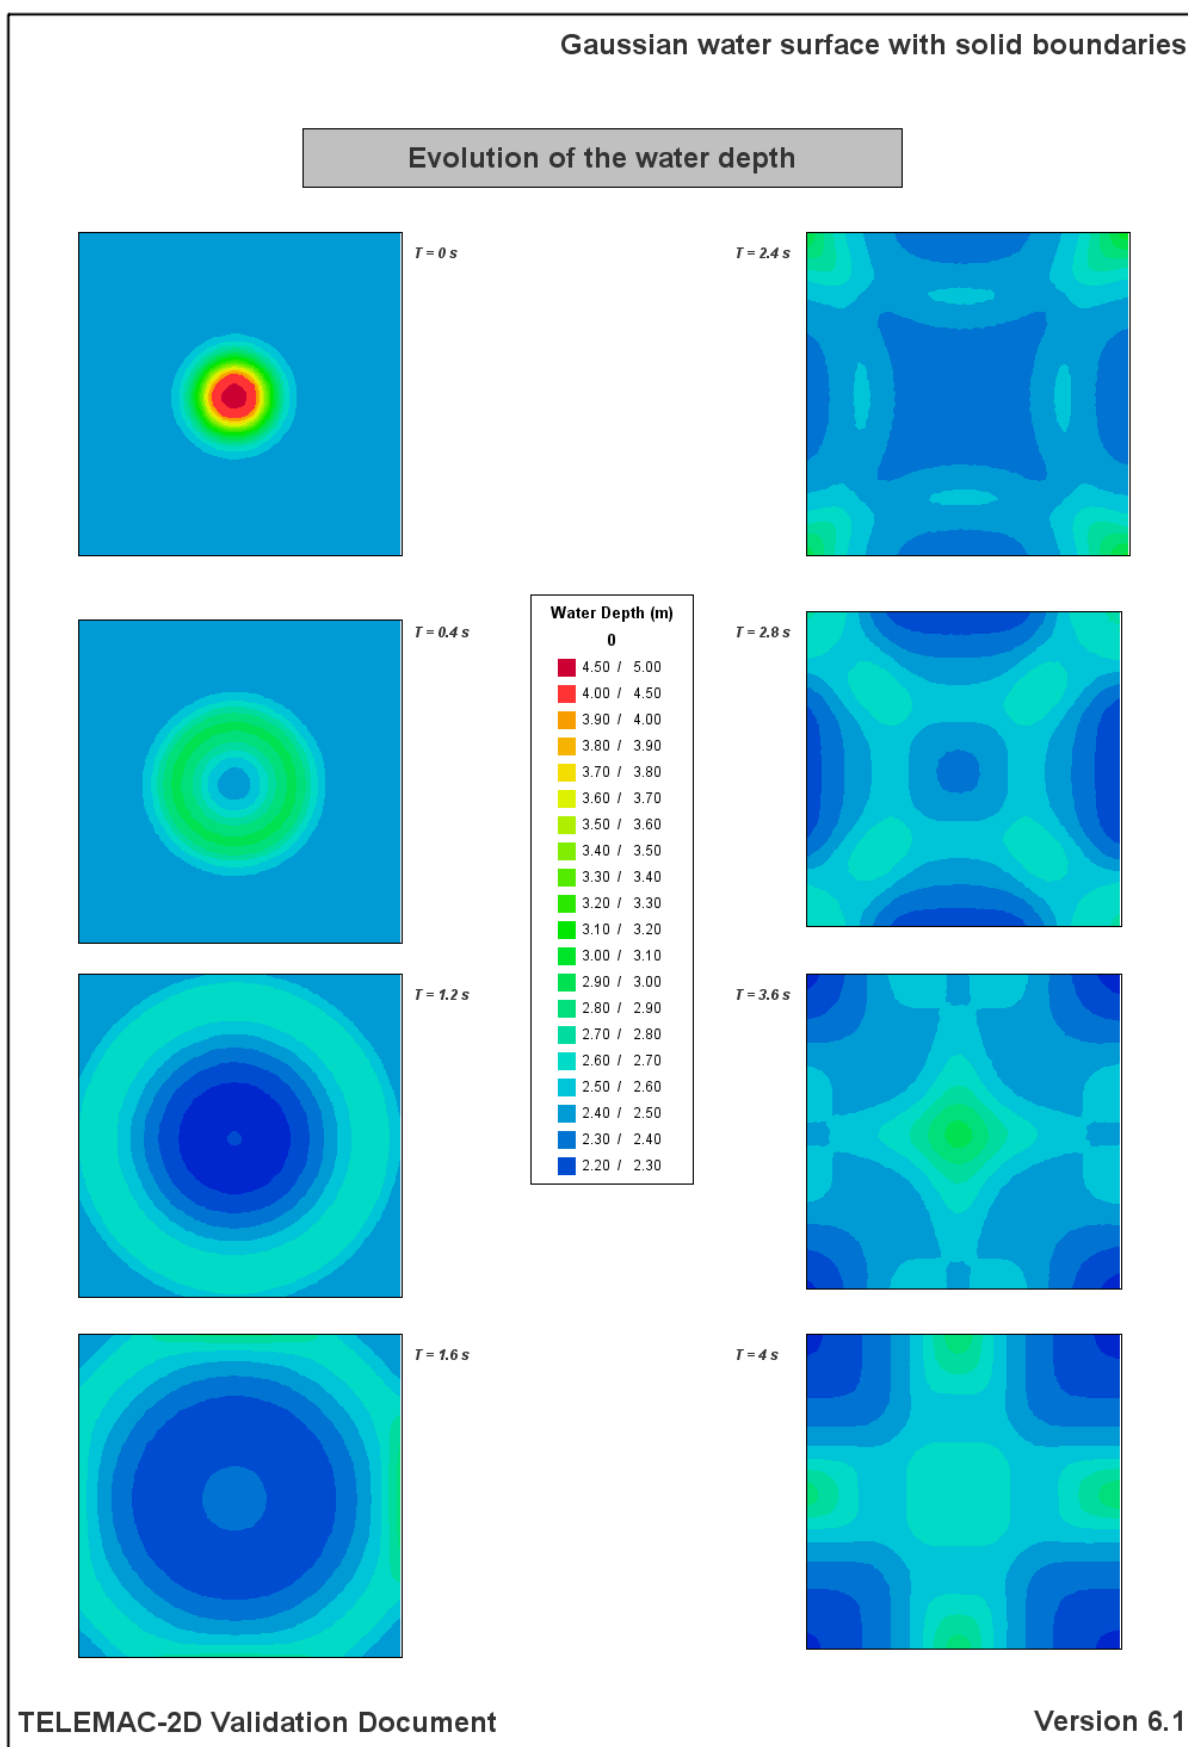 Gaussian water surface with solid boundaries
Evolution of the water depth
T = 0 s
T = 2.4 s
T = 0.4 s
T = 2.8 s
Water Depth (m)
0
4.50 / 5.00
4.00 / 4.50
3.90 / 4.00
3.80 / 3.90
3.70 / 3.80
3.60 / 3.70
3.50 / 3.60
3.40 / 3.50
3.30 / 3.40
3.20 / 3.30
3.10 / 3.20
3.00 / 3.10
2.90 / 3.00
2.80 / 2.90
2.70 / 2.80
2.60 / 2.70
2.50 / 2.60
2.40 / 2.50
2.30 / 2.40
2.20 / 2.30
T = 1.2 s
T = 3.6 s
T = 1.6 s
T = 4 s
TELEMAC-2D Validation Document
Version 6.1